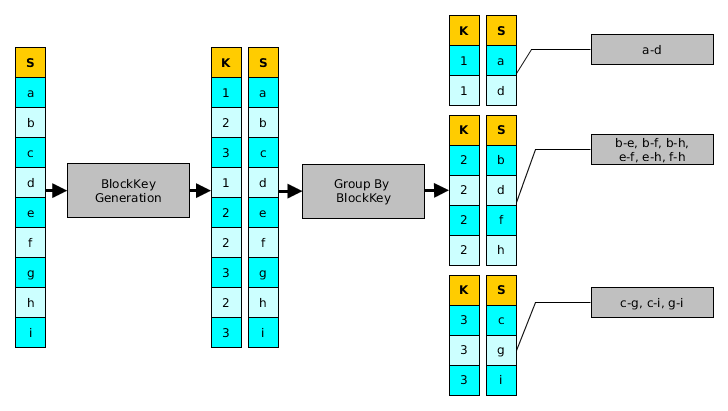 S
a
b
c
d
e
f
g
h
i
BlockKey
Generation
K S
1 a
2 b
3 c
1 d
2 e
2 f
3 g
2 h
3 i
Group By
BlockKey
K S
1 a
1 d
a-d
K S
2 b
2 d
2 f
2 h
b-e, b-f, b-h,
e-f, e-h, f-h
K S
3 c
3 g
3 i
c-g, c-i, g-i